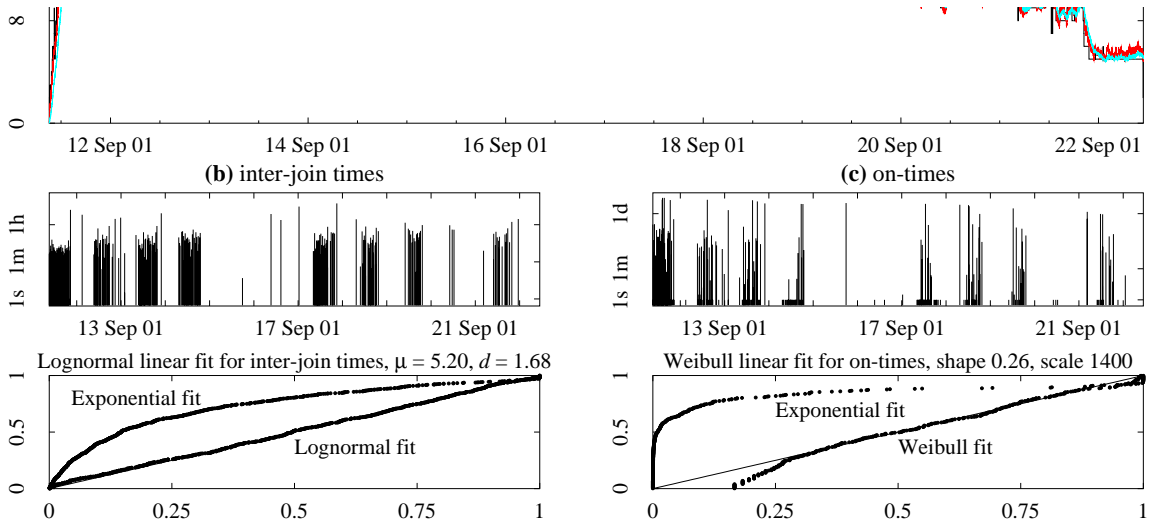 8
0
12 Sep 01 14 Sep 01 16 Sep 01 18 Sep 01 20 Sep 01 22 Sep 01
(b) inter-join times
1h
1m
1s
13 Sep 01 17 Sep 01 21 Sep 01
Lognormal linear fit for inter-join times, μ = 5.20, d = 1.68
1
0.5
0
Exponential fit
Lognormal fit
0 0.25 0.5 0.75 1
(c) on-times
1d
1m
1s
13 Sep 01 17 Sep 01 21 Sep 01
Weibull linear fit for on-times, shape 0.26, scale 1400
1
0.5
0
Exponential fit
Weibull fit
0 0.25 0.5 0.75 1